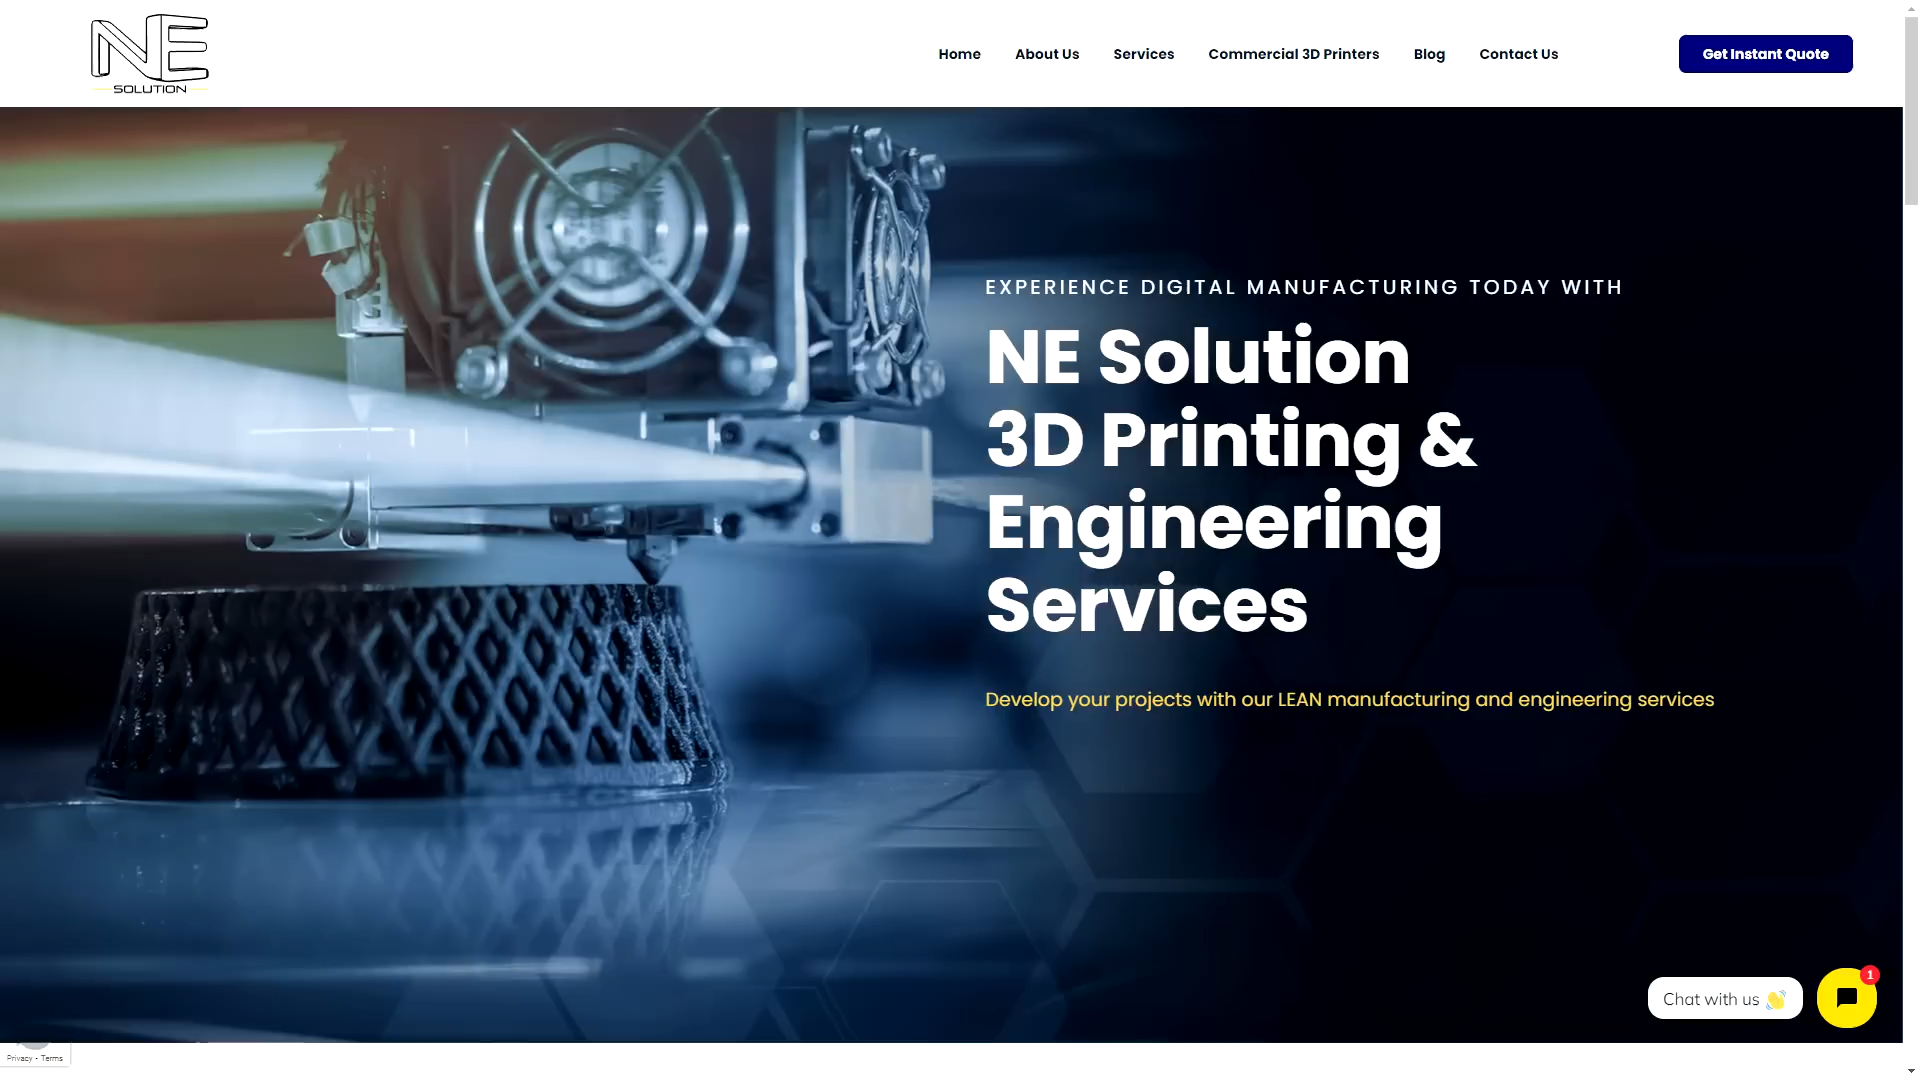 NE
SOLUTION
Home About Us Services Commercial 3D Printers Blog Contact Us Get Instant Quote
EXPERIENCE DIGITAL MANUFACTURING TODAY WITH
NE Solution
3D Printing &
Engineering
Services
Develop your projects with our LEAN manufacturing and engineering services
1
Chat with us 👋
Privacy - Terms